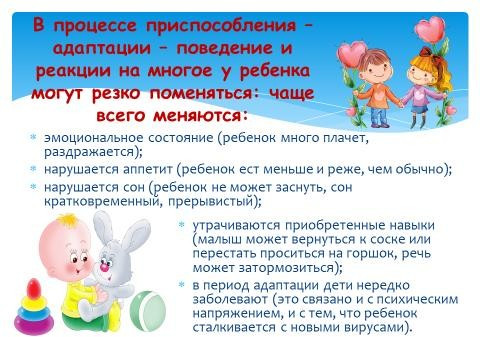 В процессе приспособления –
адаптации – поведение и
реакции на многое у ребенка
могут резко поменяться: чаще
всего меняются:
* эмоциональное состояние (ребенок много плачет,
раздражается);
* нарушается аппетит (ребенок ест меньше и реже, чем обычно);
* нарушается сон (ребенок не может заснуть, сон
кратковременный, прерывистый);
* утрачиваются приобретенные навыки
(малыш может вернуться к соске или
перестать проситься на горшок, речь
может затормозиться);
* в период адаптации дети нередко
заболевают (это связано и с психическим
напряжением, и с тем, что ребенок
сталкивается с новыми вирусами).